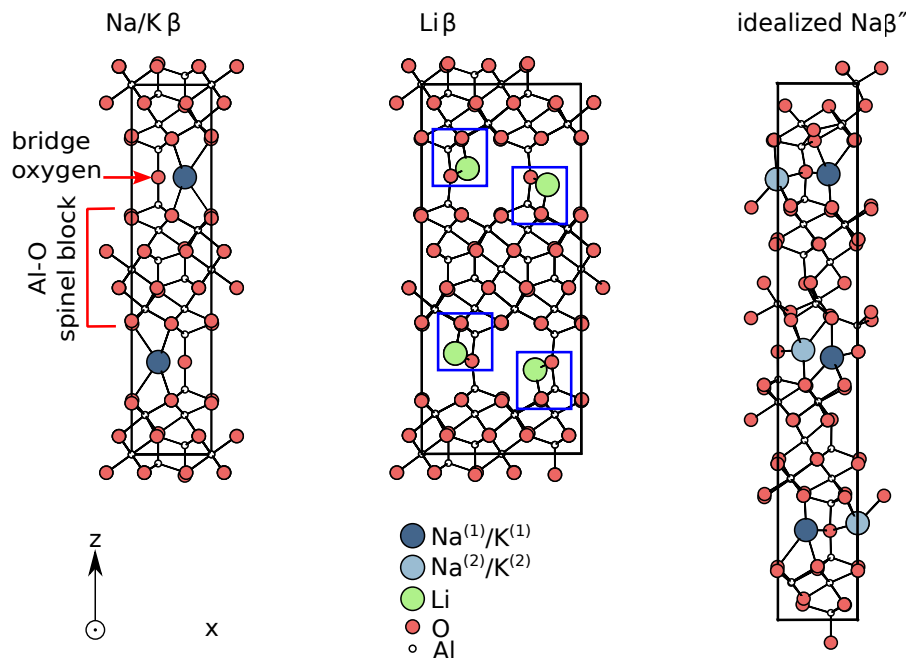 Na/K β
Li β
idealized Naβ″
bridge
oxygen
Al-O
spinel block
z
x
Na⁽¹⁾/K⁽¹⁾
Na⁽²⁾/K⁽²⁾
Li
O
Al